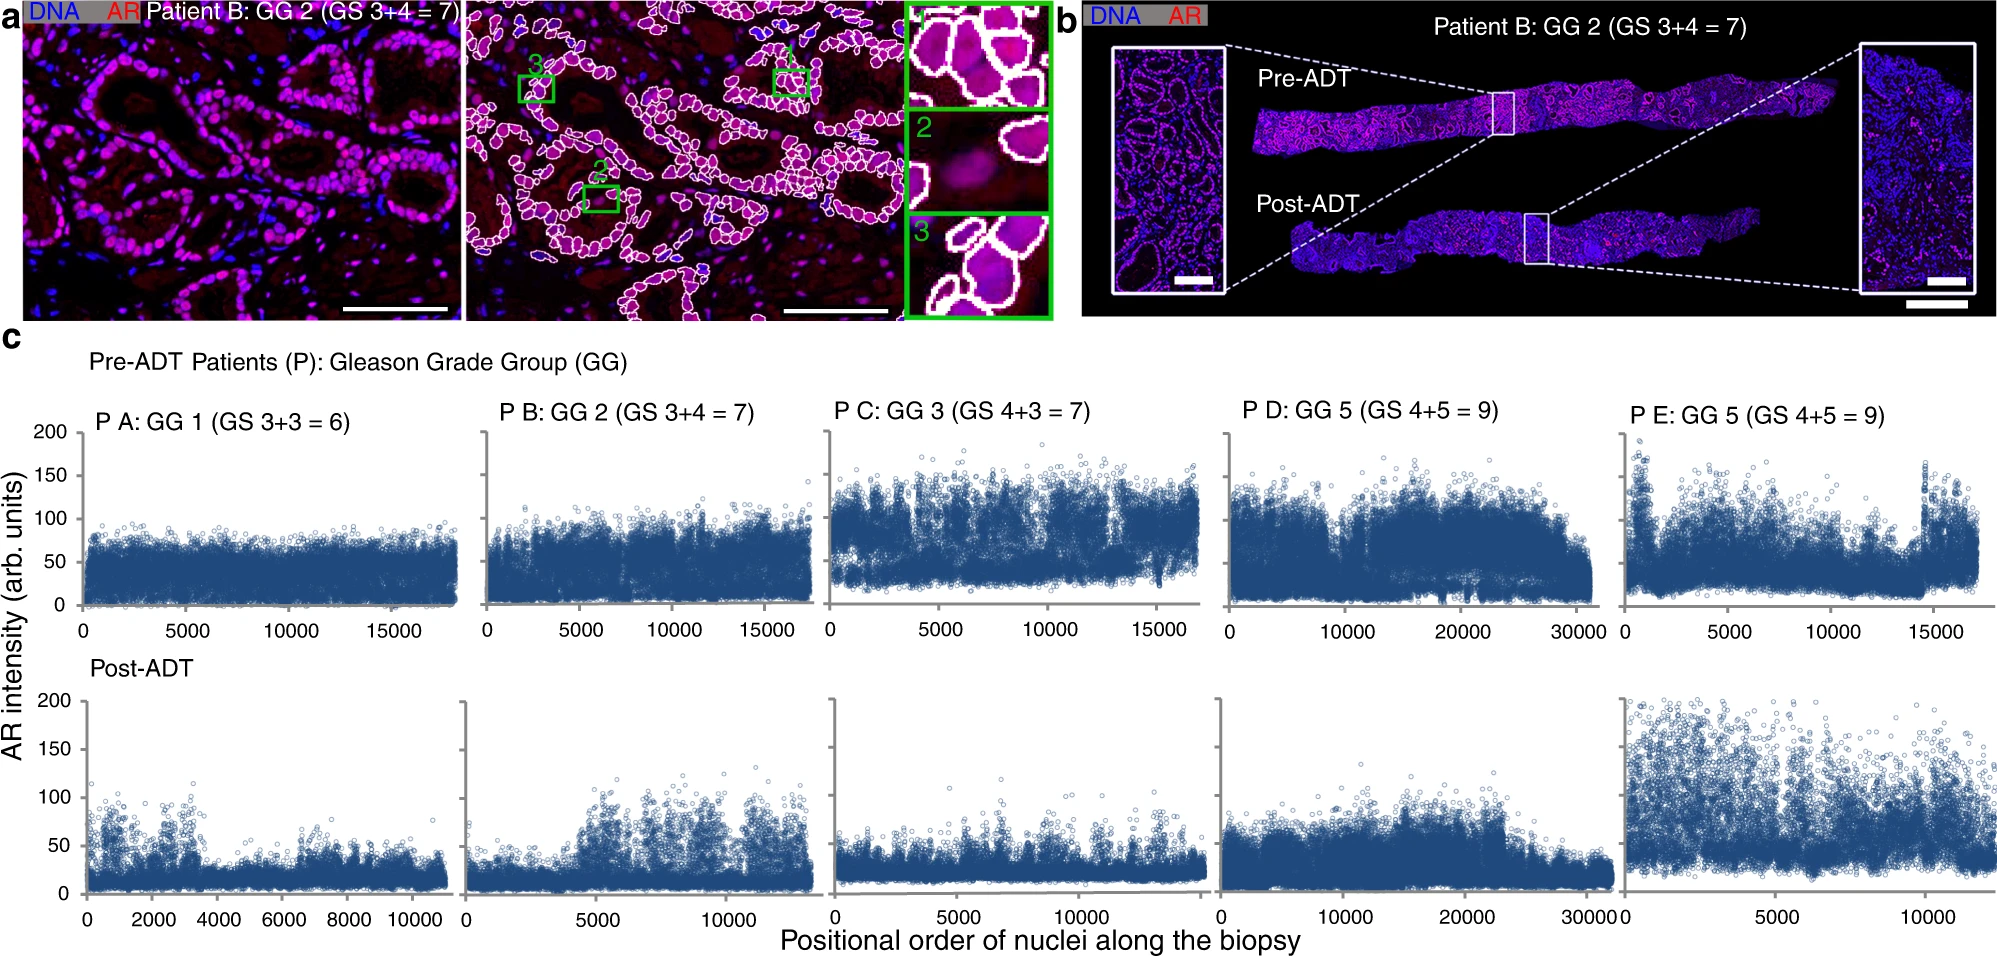 a
DNA AR Patient B: GG 2 (GS 3+4 = 7)
3
1
2
1
2
3
b
DNA AR
Patient B: GG 2 (GS 3+4 = 7)
Pre-ADT
Post-ADT
c
Pre-ADT Patients (P): Gleason Grade Group (GG)
P A: GG 1 (GS 3+3 = 6)
P B: GG 2 (GS 3+4 = 7)
P C: GG 3 (GS 4+3 = 7)
P D: GG 5 (GS 4+5 = 9)
P E: GG 5 (GS 4+5 = 9)
AR intensity (arb. units)
200
150
100
50
0
0 5000 10000 15000
0 5000 10000 15000
0 5000 10000 15000
0 10000 20000 30000
0 5000 10000 15000
Post-ADT
200
150
100
50
0
0 2000 4000 6000 8000 10000
0 5000 10000
0 5000 10000
0 10000 20000 30000
0 5000 10000
Positional order of nuclei along the biopsy